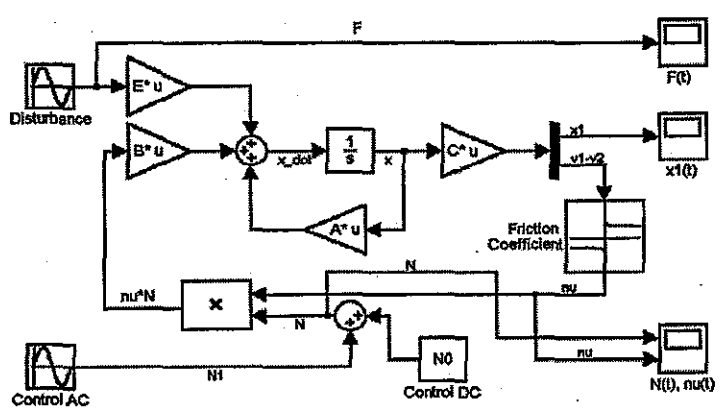 F
F(t)
E* u
Disturbance
B* u
x_dot
1
s
x
C* u
x1
v1-v2
x1(t)
A* u
Friction
Coefficient
N
nu
nu*N
×
N
N0
nu
N(t), nu(t)
N1
Control DC
Control AC